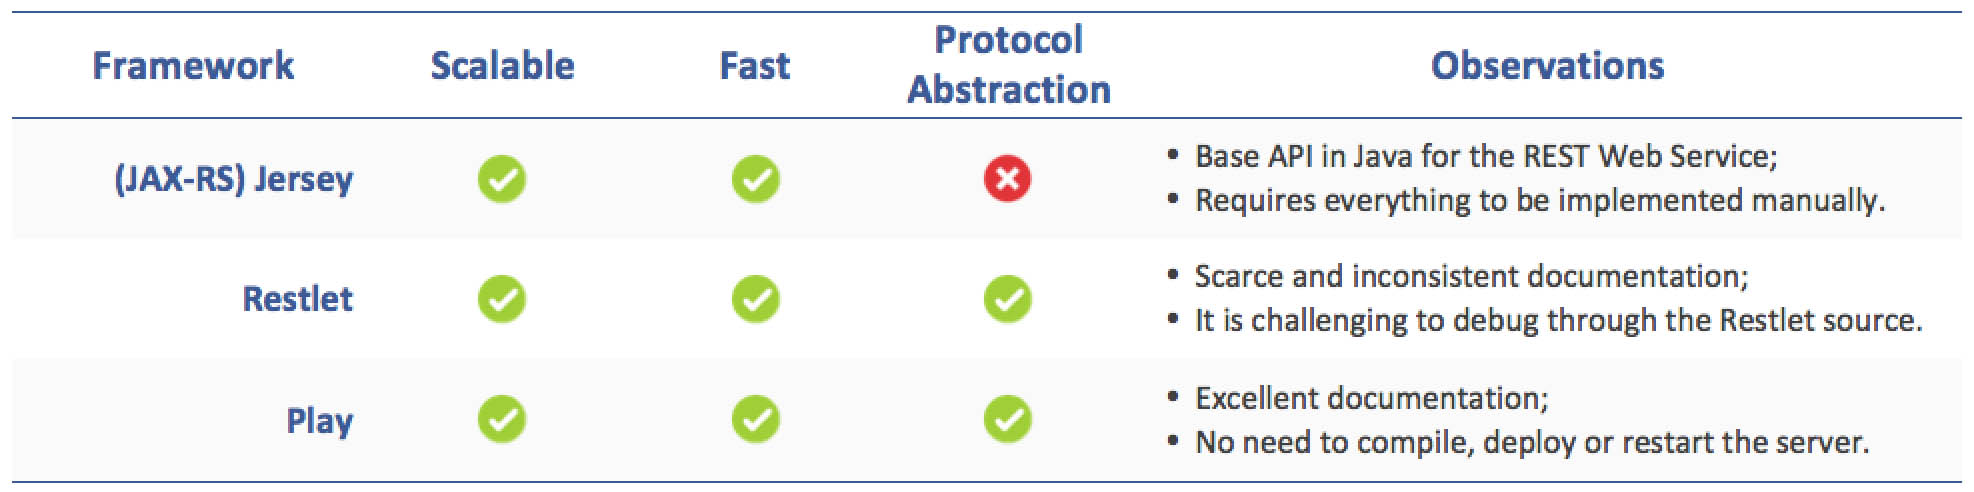 Framework Scalable Fast Protocol Abstraction Observations
(JAX-RS) Jersey
• Base API in Java for the REST Web Service;
• Requires everything to be implemented manually.
Restlet
• Scarce and inconsistent documentation;
• It is challenging to debug through the Restlet source.
Play
• Excellent documentation;
• No need to compile, deploy or restart the server.